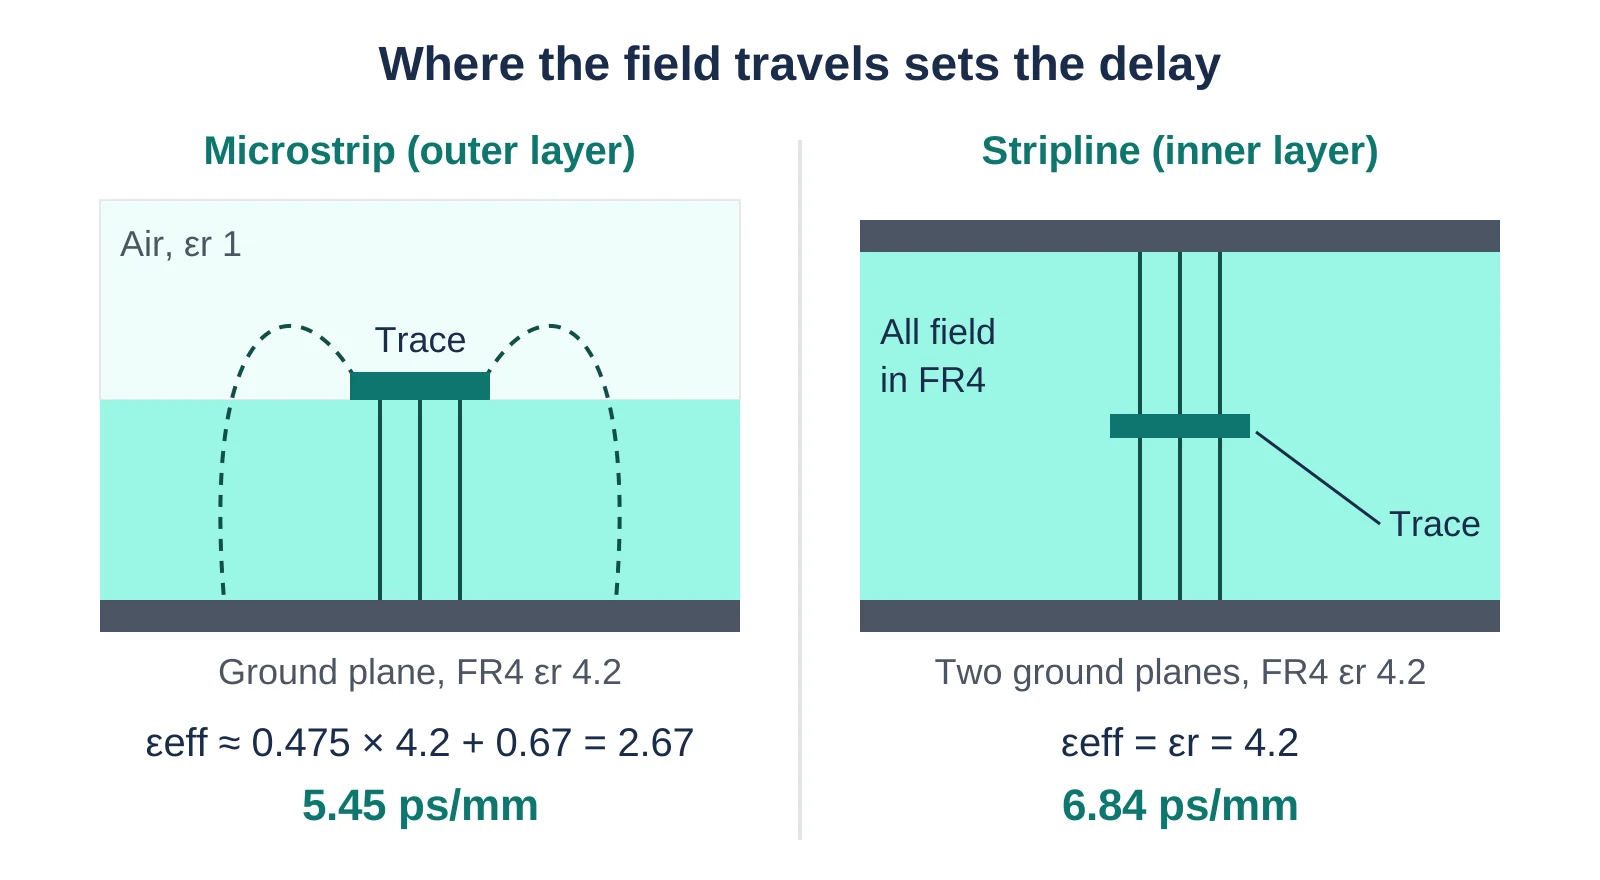 Where the field travels sets the delay
Microstrip (outer layer)
Air, εr 1
Trace
Ground plane, FR4 εr 4.2
εeff ≈ 0.475 × 4.2 + 0.67 = 2.67
5.45 ps/mm
Stripline (inner layer)
All field
in FR4
Trace
Two ground planes, FR4 εr 4.2
εeff = εr = 4.2
6.84 ps/mm